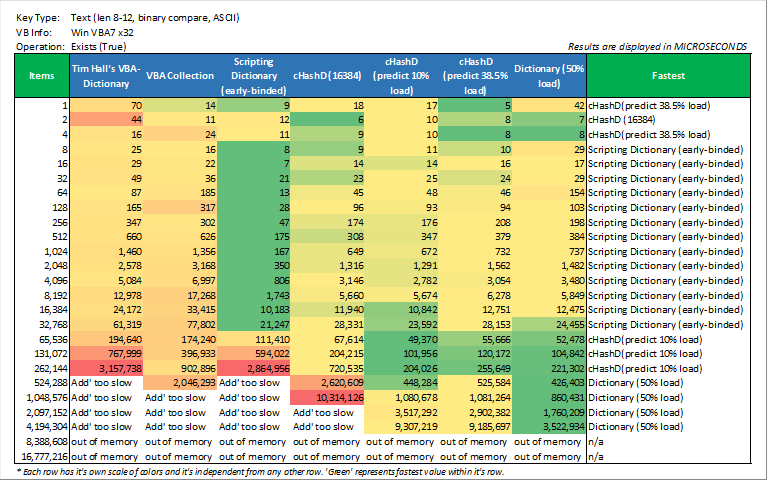 Key Type: Text (len 8-12, binary compare, ASCII)
VB Info: Win VBA7 x32
Operation: Exists (True)
Results are displayed in MICROSECONDS
Items Tim Hall's VBA-Dictionary VBA Collection Scripting Dictionary (early-binded) cHashD (16384) cHashD (predict 10% load) cHashD (predict 38.5% load) Dictionary (50% load) Fastest
1 70 14 9 18 17 5 42 cHashD(predict 38.5% load)
2 44 11 12 6 10 8 7 cHashD (16384)
4 16 24 11 9 10 8 8 cHashD(predict 38.5% load)
8 25 16 8 9 11 10 29 Scripting Dictionary (early-binded)
16 29 22 7 14 14 16 17 Scripting Dictionary (early-binded)
32 49 36 21 23 25 24 29 Scripting Dictionary (early-binded)
64 87 185 13 45 48 46 154 Scripting Dictionary (early-binded)
128 165 317 28 96 93 94 103 Scripting Dictionary (early-binded)
256 347 302 47 174 176 208 198 Scripting Dictionary (early-binded)
512 660 626 175 308 347 379 384 Scripting Dictionary (early-binded)
1,024 1,460 1,356 167 649 672 732 737 Scripting Dictionary (early-binded)
2,048 2,578 3,168 350 1,316 1,291 1,562 1,482 Scripting Dictionary (early-binded)
4,096 5,084 6,997 806 3,146 2,782 3,054 3,480 Scripting Dictionary (early-binded)
8,192 12,978 17,268 1,743 5,660 5,674 6,278 5,849 Scripting Dictionary (early-binded)
16,384 24,172 33,415 10,183 11,940 10,842 12,751 12,475 Scripting Dictionary (early-binded)
32,768 61,319 77,802 21,247 28,331 23,592 28,153 24,455 Scripting Dictionary (early-binded)
65,536 194,640 174,240 111,410 67,614 49,370 55,666 52,478 cHashD(predict 10% load)
131,072 767,999 396,933 594,022 204,215 101,956 120,172 104,842 cHashD(predict 10% load)
262,144 3,157,738 902,896 2,864,956 720,535 204,026 255,649 221,302 cHashD(predict 10% load)
524,288 Add' too slow 2,046,293 Add' too slow 2,620,609 448,284 525,584 426,403 Dictionary (50% load)
1,048,576 Add' too slow Add' too slow Add' too slow 10,314,126 1,080,678 1,081,264 860,431 Dictionary (50% load)
2,097,152 Add' too slow Add' too slow Add' too slow Add' too slow 3,517,292 2,902,382 1,760,209 Dictionary (50% load)
4,194,304 Add' too slow Add' too slow Add' too slow Add' too slow 9,307,219 9,185,697 3,522,934 Dictionary (50% load)
8,388,608 out of memory out of memory out of memory out of memory out of memory out of memory out of memory n/a
16,777,216 out of memory out of memory out of memory out of memory out of memory out of memory out of memory n/a
* Each row has it's own scale of colors and it's independent from any other row. 'Green' represents fastest value within it's row.